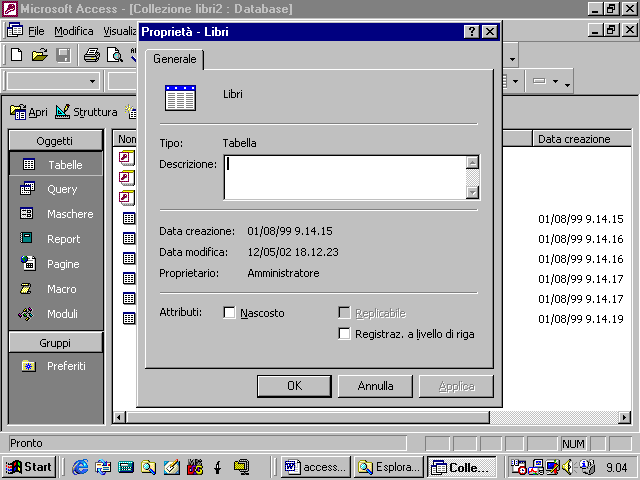 Microsoft Access - [Collezione libri2 : Database]
File Modifica Visualiz
Proprietà - Libri
Generale
Libri
Apri Struttura
Oggetti
Tabelle
Query
Maschere
Report
Pagine
Macro
Moduli
Gruppi
Preferiti
Nom
Data creazione
01/08/99 9.14.15
01/08/99 9.14.16
01/08/99 9.14.16
01/08/99 9.14.17
01/08/99 9.14.17
01/08/99 9.14.19
Tipo: Tabella
Descrizione:
Data creazione: 01/08/99 9.14.15
Data modifica: 12/05/02 18.12.23
Proprietario: Amministratore
Attributi: Nascosto Replicabile
Registraz. a livello di riga
OK Annulla Applica
Pronto NUM
Start access... Esplora... Colle... 9.04